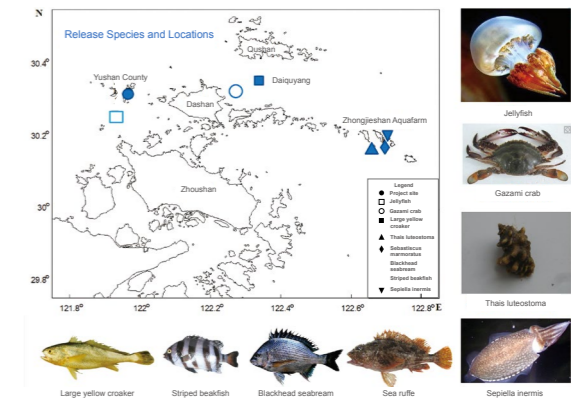 N
Release Species and Locations
30.4°
30.2°
30°
29.8°
Qushan
Yushan County
Daiquyang
Dashan
Zhongjieshan Aquafarm
Zhoushan
Legend
Project site
Jellyfish
Gazami crab
Large yellow
croaker
Thais luteostoma
Sebastiscus
marmoratus
Blackhead
seabream
Striped beakfish
Sepiella inermis
121.8°
122°
122.2°
122.4°
122.6°
122.8°E
Jellyfish
Gazami crab
Thais luteostoma
Large yellow croaker
Striped beakfish
Blackhead seabream
Sea ruffe
Sepiella inermis